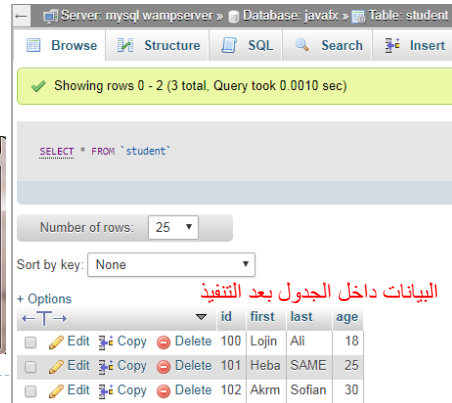 ← Server: mysql wampserver » Database: javafx » Table: student
Browse Structure SQL Search Insert
Showing rows 0 - 2 (3 total, Query took 0.0010 sec)
SELECT * FROM `student`
Number of rows: 25
Sort by key: None
البيانات داخل الجدول بعد التنفيذ
+ Options
←T→ id first last age
Edit Copy Delete 100 Lojin Ali 18
Edit Copy Delete 101 Heba SAME 25
Edit Copy Delete 102 Akrm Sofian 30